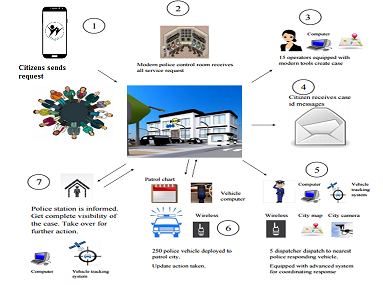 1
Citizens sends
request
2
Modern police control room receives
all service request
3
Computer
15 operators equipped with
modern tools create case
4
Citizen receives case
id messages
5
Computer
Vehicle
tracking
system
Wireless
City map
City camera
5 dispatcher dispatch to nearest
police responding vehicle.
Equipped with advanced system
for coordinating response
Patrol chart
Vehicle
computer
Wireless
6
250 police vehicle deployed to
patrol city.
Update action taken.
7
Police station is informed.
Get complete visibility of
the case. Take over for
further action.
Computer
Vehicle tracking
system